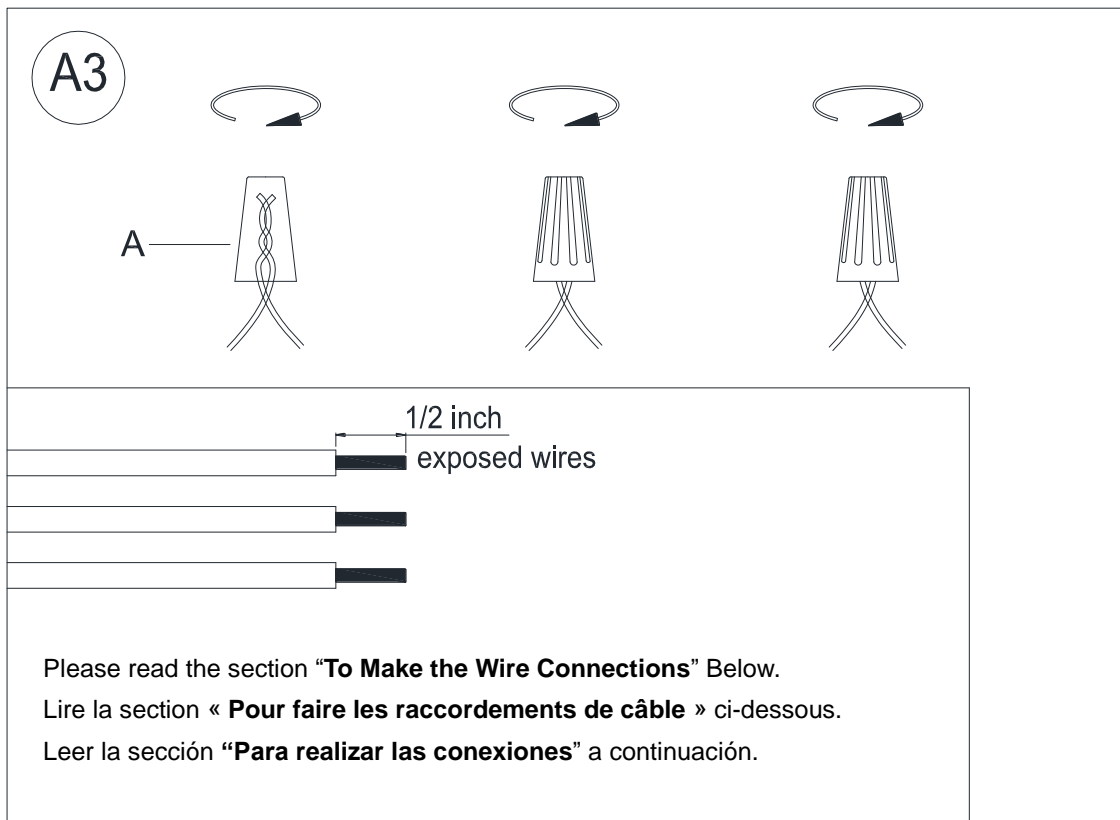 A3
A
1/2 inch
exposed wires
Please read the section “To Make the Wire Connections” Below.
Lire la section « Pour faire les raccordements de câble » ci-dessous.
Leer la sección “Para realizar las conexiones” a continuación.